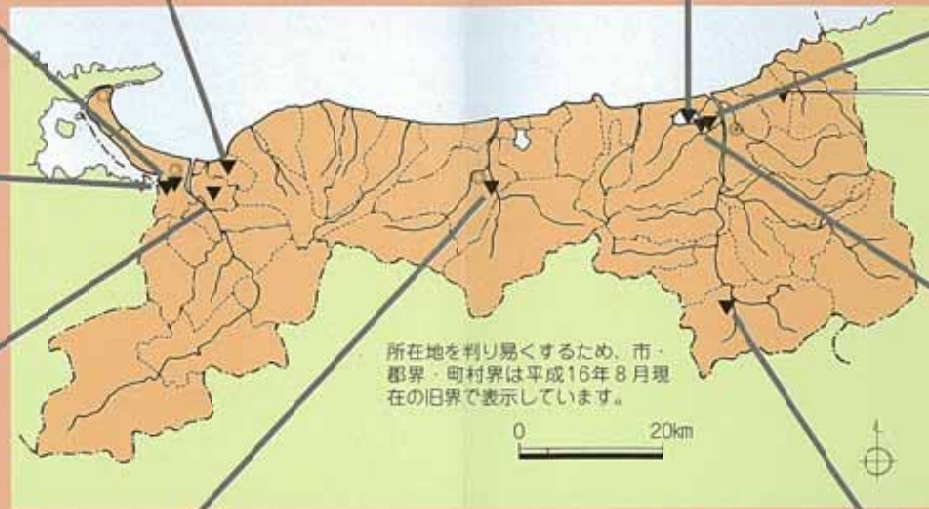 所在地を判り易くするため、市・
郡界・町村界は平成16年8月現
在の旧界で表示しています。
0 20km